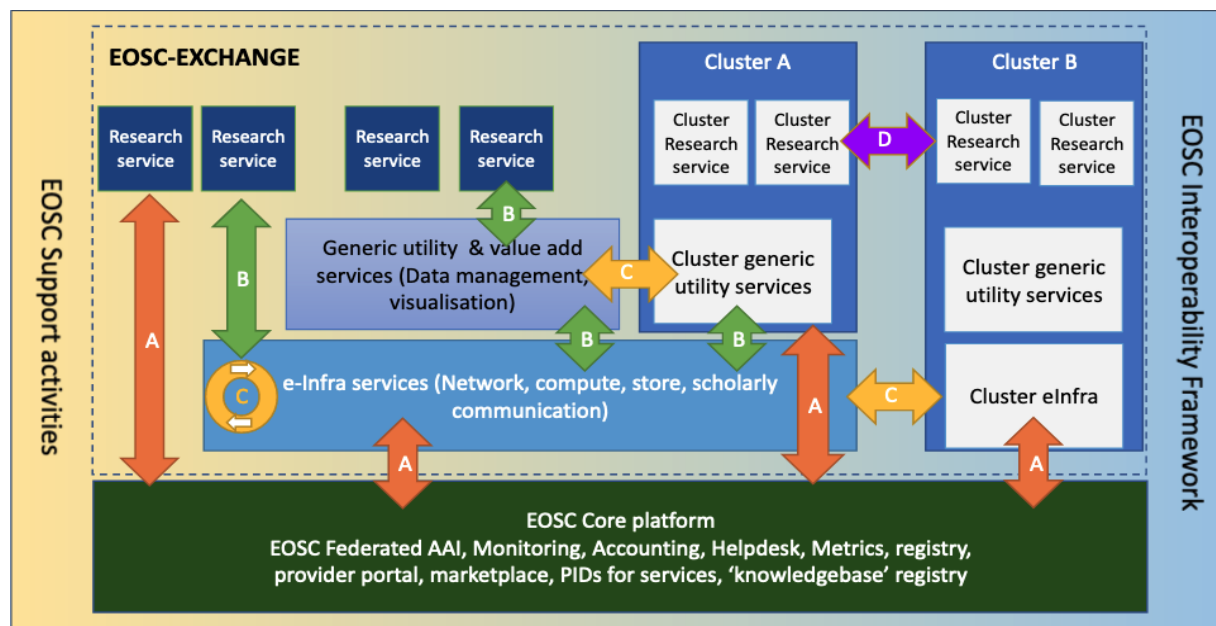 EOSC-EXCHANGE
Cluster A
Cluster B
Research
service
Research
service
Research
service
Research
service
Cluster
Research
service
Cluster
Research
service
D
Cluster
Research
service
Cluster
Research
service
EOSC Support activities
EOSC Interoperability Framework
B
B
A
Generic utility & value add
services (Data management,
visualisation)
C
Cluster generic
utility services
Cluster generic
utility services
B
B
C
e-Infra services (Network, compute, store, scholarly
communication)
A
C
Cluster eInfra
A
A
EOSC Core platform
EOSC Federated AAI, Monitoring, Accounting, Helpdesk, Metrics, registry,
provider portal, marketplace, PIDs for services, ‘knowledgebase’ registry